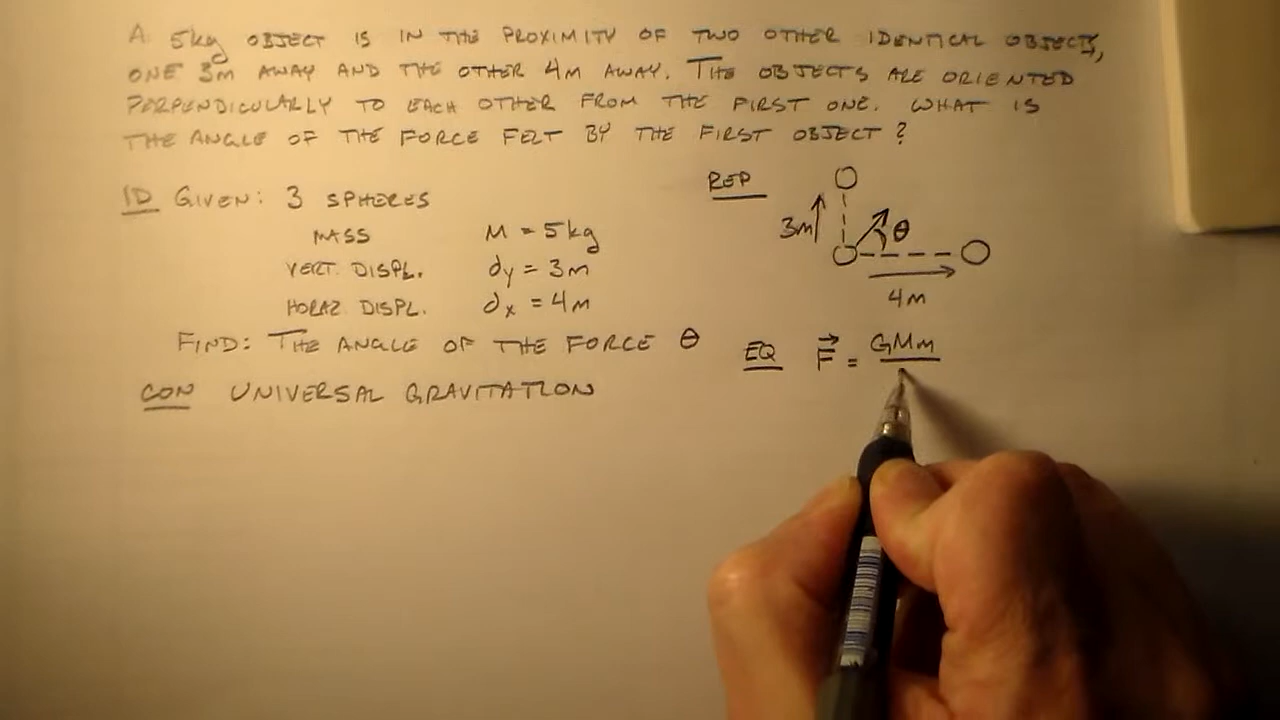 A 5kg OBJECT IS IN THE PROXIMITY OF TWO OTHER IDENTICAL OBJECTS,
ONE 3m AWAY AND THE OTHER 4m AWAY. THE OBJECTS ARE ORIENTED
PERPENDICULARLY TO EACH OTHER FROM THE FIRST ONE. WHAT IS
THE ANGLE OF THE FORCE FELT BY THE FIRST OBJECT?
ID GIVEN: 3 SPHERES
MASS M = 5kg
VERT. DISPL. dy = 3m
HORIZ. DISPL. dx = 4m
FIND: THE ANGLE OF THE FORCE θ
CON UNIVERSAL GRAVITATION
REP
3m
θ
4m
EQ F⃗ = GMm